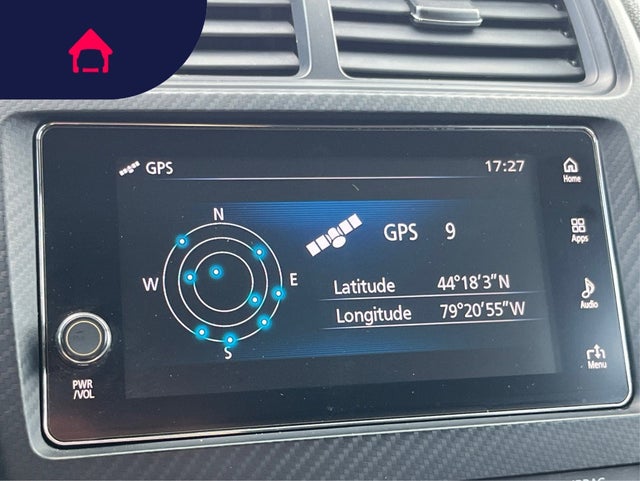 GPS
17:27
Home
N
GPS 9
Apps
W
E
Latitude 44°18'3"N
Longitude 79°20'55"W
Audio
S
Menu
PWR
/VOL